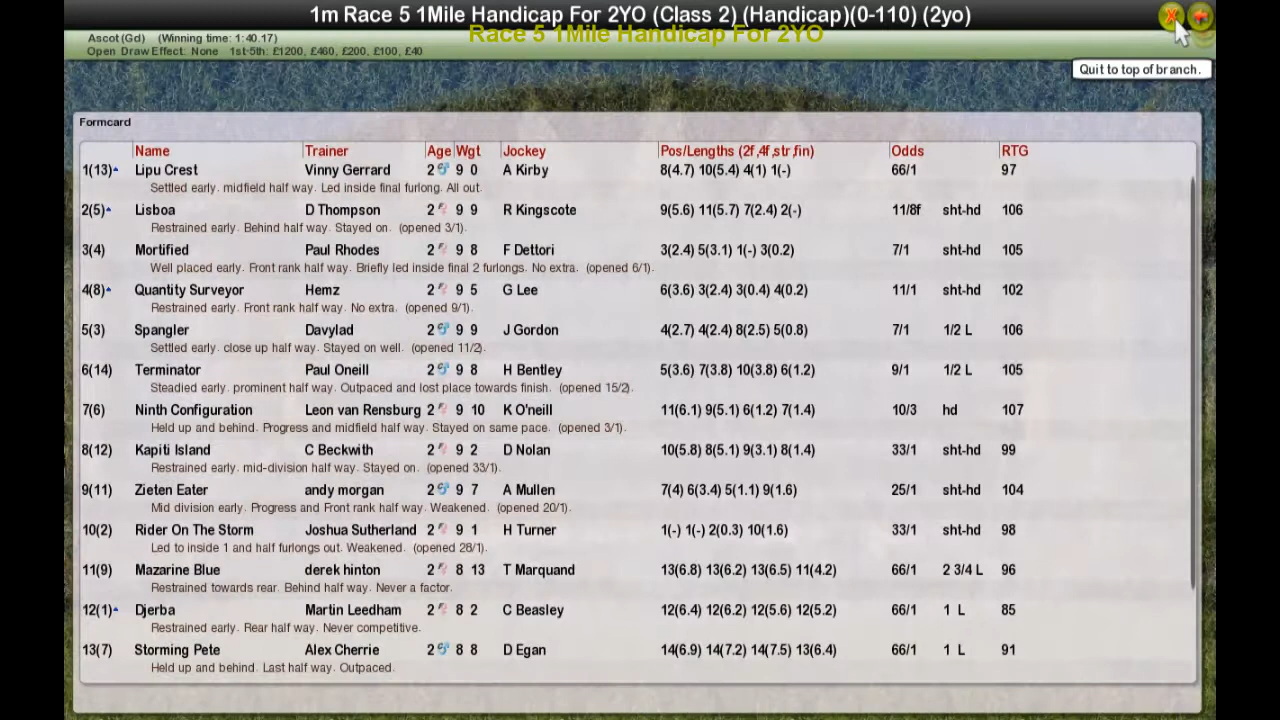 1m Race 5 1Mile Handicap For 2YO (Class 2) (Handicap)(0-110) (2yo)
Race 5 1Mile Handicap For 2YO
Ascot(Gd) (Winning time: 1:40.17)
Open Draw Effect: None 1st-5th: £1200, £460, £200, £100, £40
Quit to top of branch.
Formcard
Name Trainer Age Wgt Jockey Pos/Lengths (2f,4f,str,fin) Odds RTG
1(13) Lipu Crest Vinny Gerrard 2 9 0 A Kirby 8(4.7) 10(5.4) 4(1) 1(-) 66/1 97
Settled early. midfield half way. Led inside final furlong. All out.
2(5) Lisboa D Thompson 2 9 9 R Kingscote 9(5.6) 11(5.7) 7(2.4) 2(-) 11/8f sht-hd 106
Restrained early. Behind half way. Stayed on. (opened 3/1).
3(4) Mortified Paul Rhodes 2 9 8 F Dettori 3(2.4) 5(3.1) 1(-) 3(0.2) 7/1 sht-hd 105
Well placed early. Front rank half way. Briefly led inside final 2 furlongs. No extra. (opened 6/1).
4(8) Quantity Surveyor Hemz 2 9 5 G Lee 6(3.6) 3(2.4) 3(0.4) 4(0.2) 11/1 sht-hd 102
Restrained early. Front rank half way. No extra. (opened 9/1).
5(3) Spangler Davylad 2 9 9 J Gordon 4(2.7) 4(2.4) 8(2.5) 5(0.8) 7/1 1/2 L 106
Settled early. close up half way. Stayed on well. (opened 11/2).
6(14) Terminator Paul Oneill 2 9 8 H Bentley 5(3.6) 7(3.8) 10(3.8) 6(1.2) 9/1 1/2 L 105
Steadied early. prominent half way. Outpaced and lost place towards finish. (opened 15/2).
7(6) Ninth Configuration Leon van Rensburg 2 9 10 K O'neill 11(6.1) 9(5.1) 6(1.2) 7(1.4) 10/3 hd 107
Held up and behind. Progress and midfield half way. Stayed on same pace. (opened 3/1).
8(12) Kapiti Island C Beckwith 2 9 2 D Nolan 10(5.8) 8(5.1) 9(3.1) 8(1.4) 33/1 sht-hd 99
Restrained early. mid-division half way. Stayed on. (opened 33/1).
9(11) Zieten Eater andy morgan 2 9 7 A Mullen 7(4) 6(3.4) 5(1.1) 9(1.6) 25/1 sht-hd 104
Mid division early. Progress and Front rank half way. Weakened. (opened 20/1).
10(2) Rider On The Storm Joshua Sutherland 2 9 1 H Turner 1(-) 1(-) 2(0.3) 10(1.6) 33/1 sht-hd 98
Led to inside 1 and half furlongs out. Weakened. (opened 28/1).
11(9) Mazarine Blue derek hinton 2 8 13 T Marquand 13(6.8) 13(6.2) 13(6.5) 11(4.2) 66/1 2 3/4 L 96
Restrained towards rear. Behind half way. Never a factor.
12(1) Djerba Martin Leedham 2 8 2 C Beasley 12(6.4) 12(6.2) 12(5.6) 12(5.2) 66/1 1 L 85
Restrained early. Rear half way. Never competitive.
13(7) Storming Pete Alex Cherrie 2 8 8 D Egan 14(6.9) 14(7.2) 14(7.5) 13(6.4) 66/1 1 L 91
Held up and behind. Last half way. Outpaced.